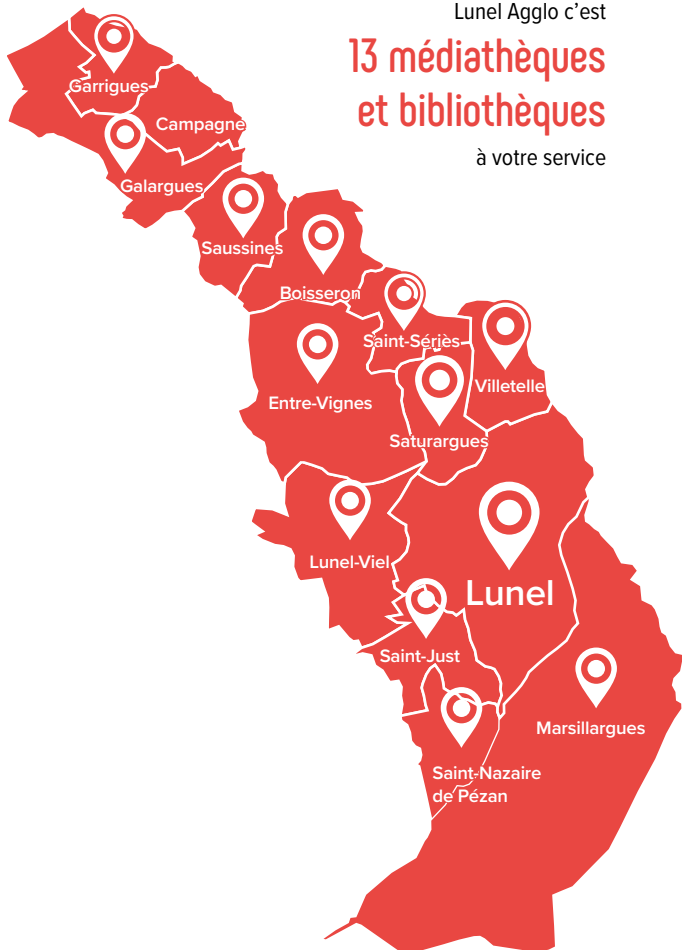 Lunel Agglo c'est
13 médiathèques
et bibliothèques
à votre service
Garrigues
Campagne
Galargues
Saussines
Boisseron
Saint-Sériès
Villetelle
Entre-Vignes
Saturargues
Lunel-Viel
Lunel
Saint-Just
Marsillargues
Saint-Nazaire
de Pézan